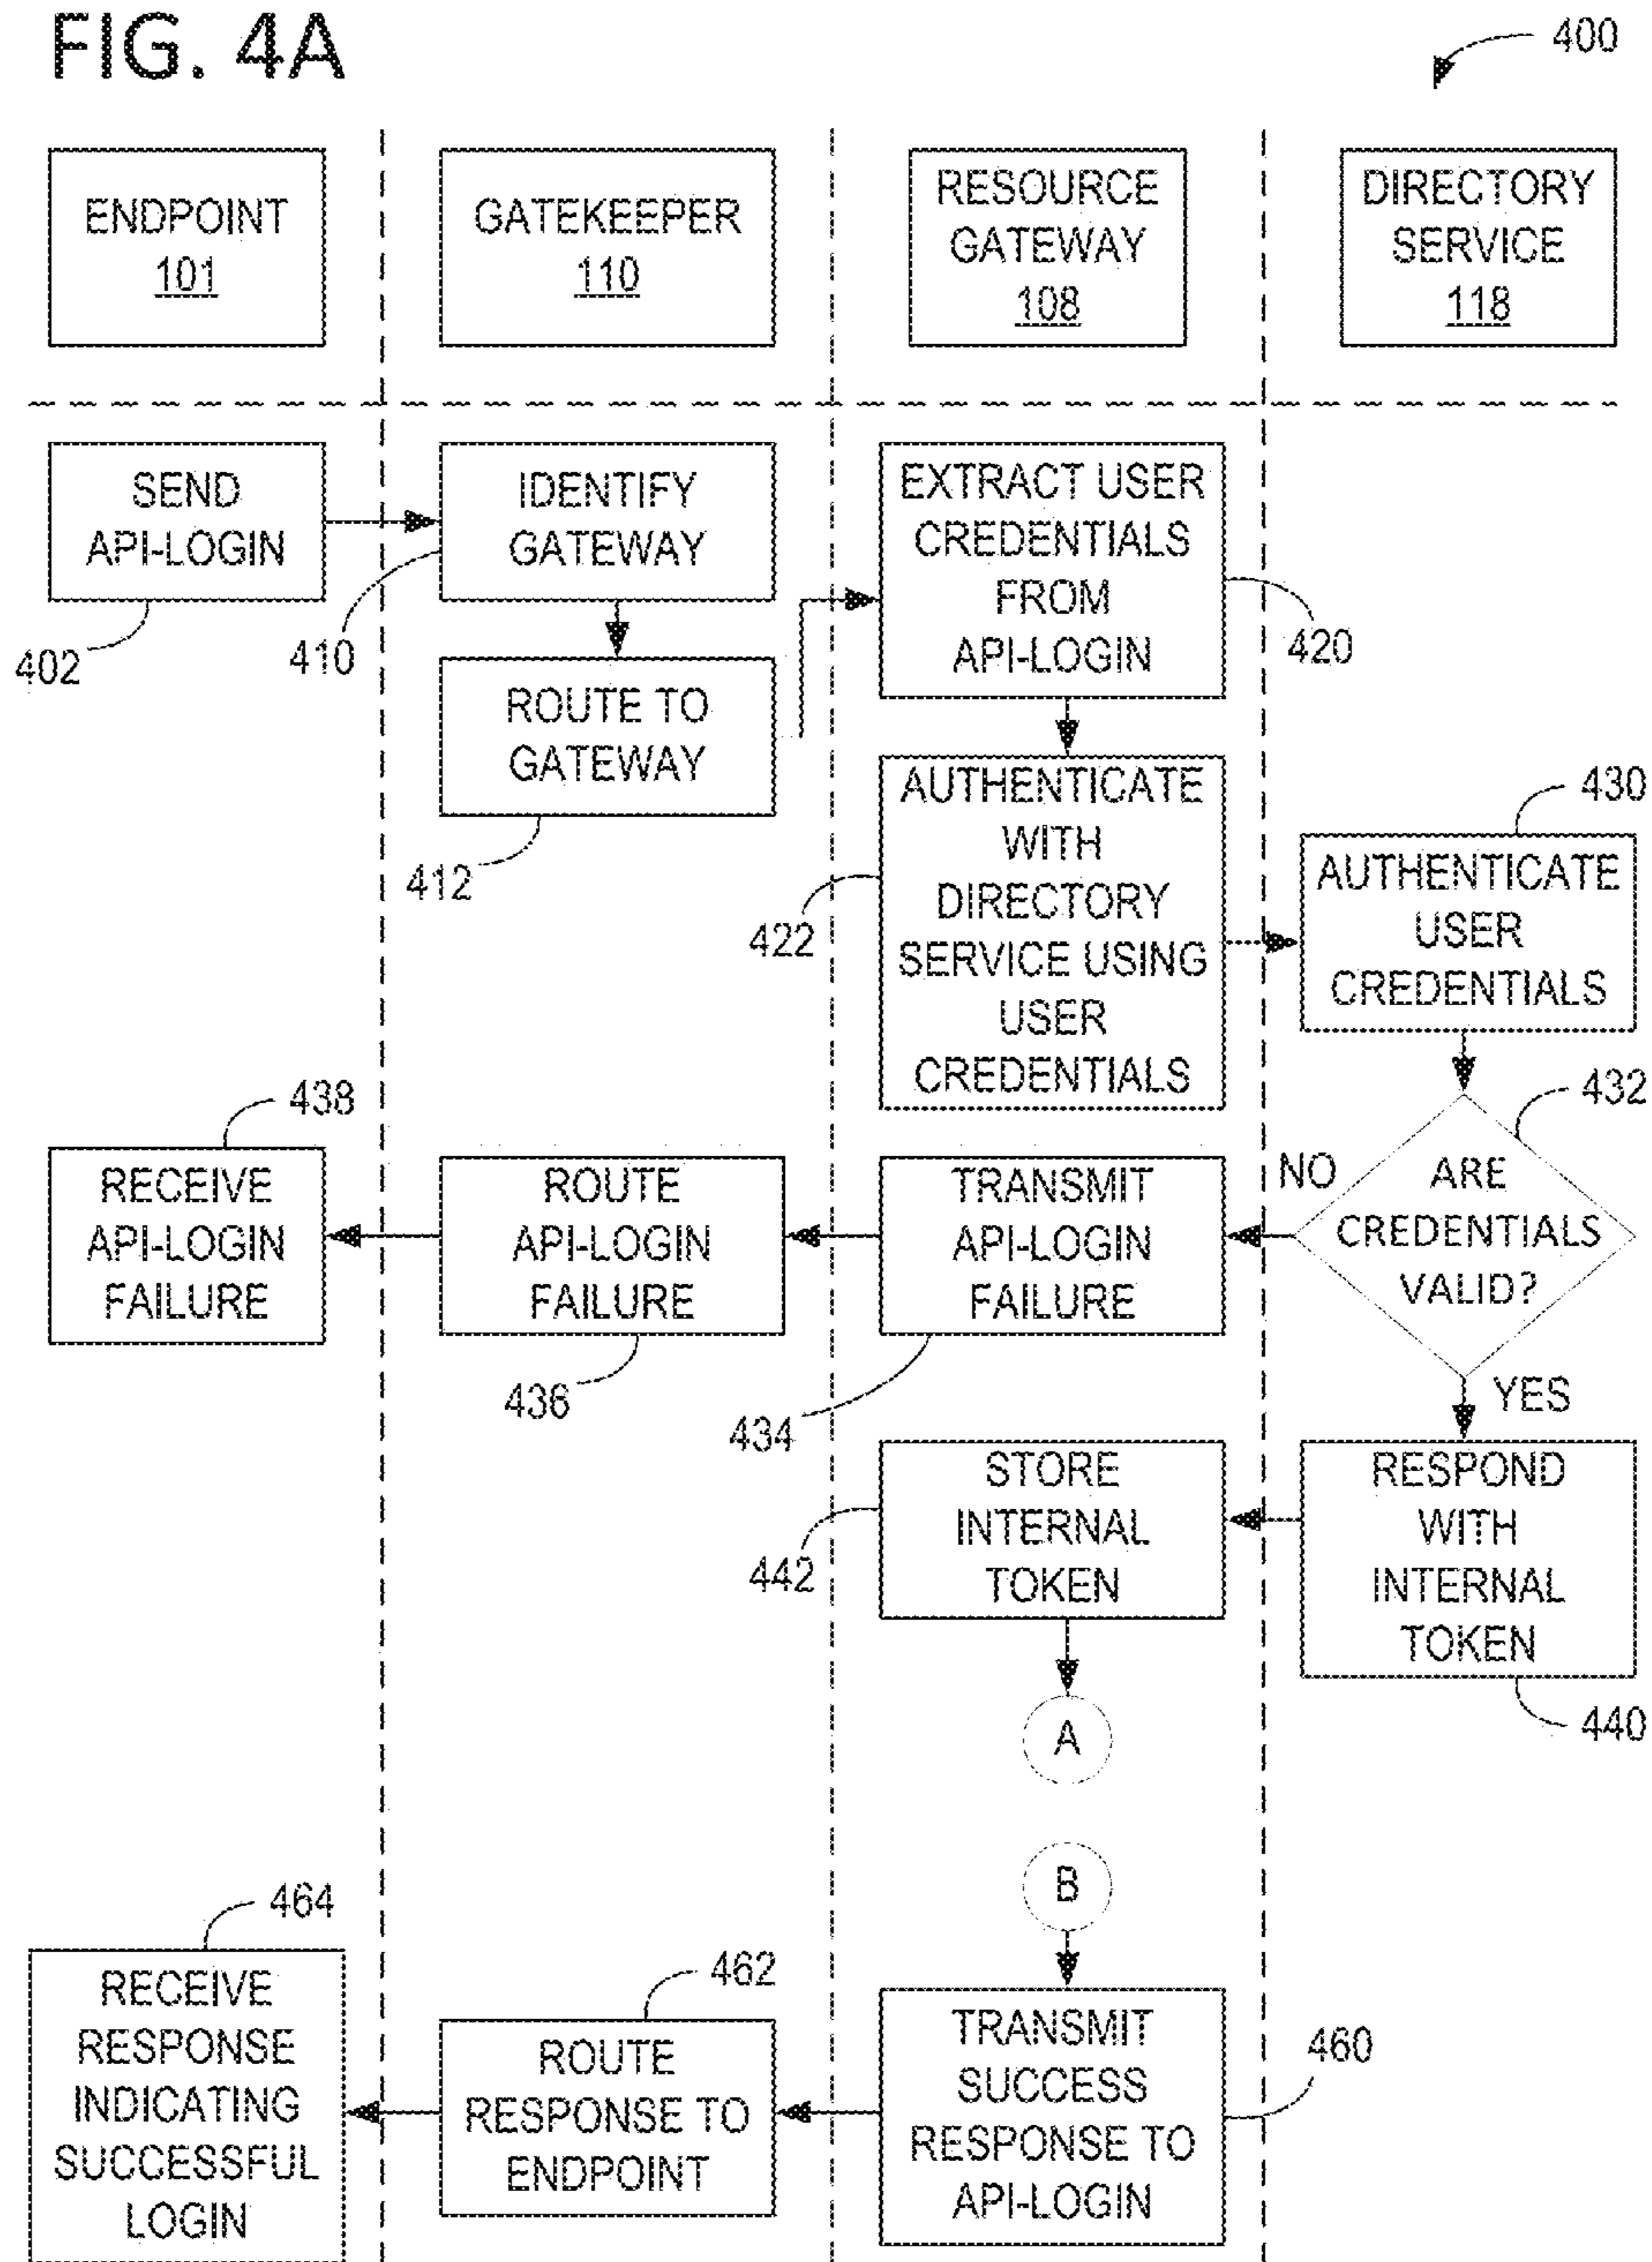 FIG. 4A
400
ENDPOINT
101
GATEKEEPER
110
RESOURCE
GATEWAY
108
DIRECTORY
SERVICE
118
SEND
API-LOGIN
402
IDENTIFY
GATEWAY
410
ROUTE TO
GATEWAY
412
EXTRACT USER
CREDENTIALS
FROM
API-LOGIN
420
AUTHENTICATE
WITH
DIRECTORY
SERVICE USING
USER
CREDENTIALS
422
430
AUTHENTICATE
USER
CREDENTIALS
432
ARE
CREDENTIALS
VALID?
NO
YES
TRANSMIT
API-LOGIN
FAILURE
434
ROUTE
API-LOGIN
FAILURE
436
438
RECEIVE
API-LOGIN
FAILURE
RESPOND
WITH
INTERNAL
TOKEN
440
STORE
INTERNAL
TOKEN
442
A
B
TRANSMIT
SUCCESS
RESPONSE TO
API-LOGIN
460
462
ROUTE
RESPONSE TO
ENDPOINT
464
RECEIVE
RESPONSE
INDICATING
SUCCESSFUL
LOGIN